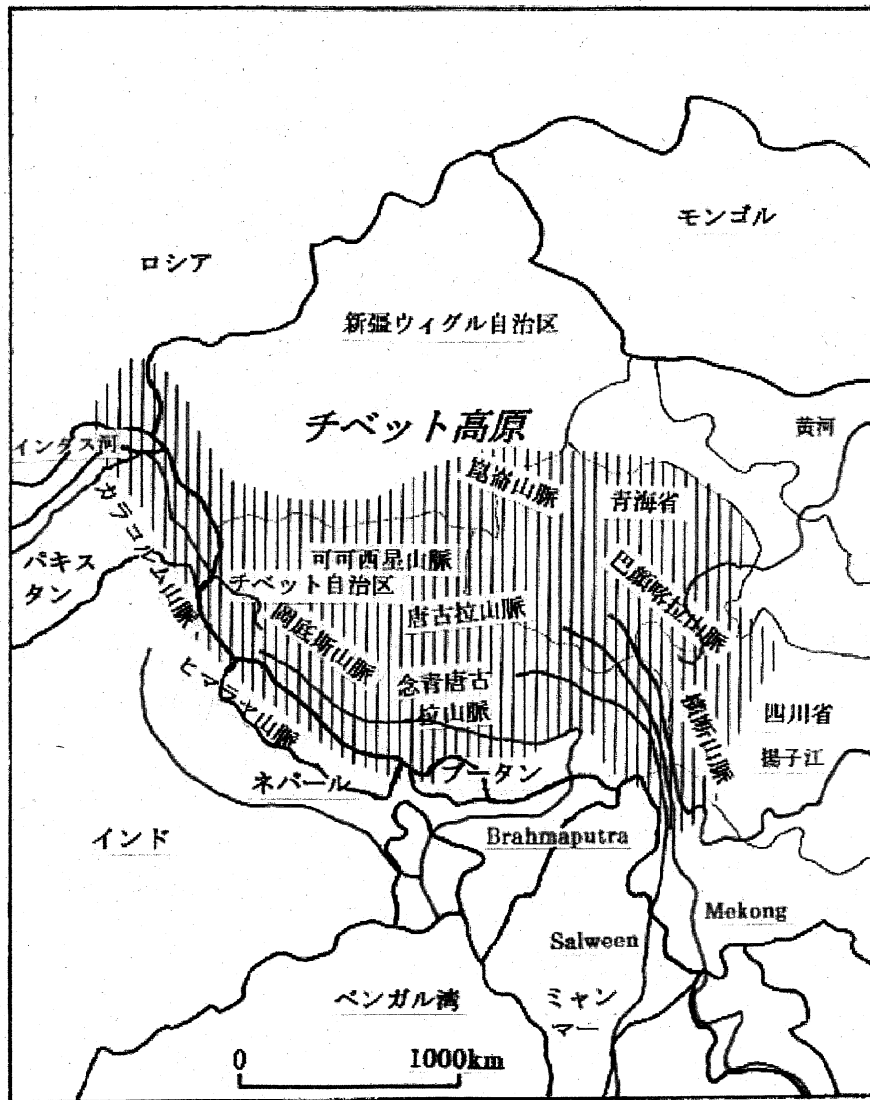 モンゴル
ロシア
新彊ウィグル自治区
チベット高原
黄河
インダス河
崑崙山脈
青海省
カラコルム山脈
可可西星山脈
パキス
タン
チベット自治区
巴顔喀拉山脈
唐古拉山脈
岡底斯山脈
念青唐古
拉山脈
ヒマラヤ山脈
横断山脈
四川省
揚子江
ネパール
ブータン
インド
Brahmaputra
Mekong
Salween
ベンガル湾
ミャン
マー
0
1000km